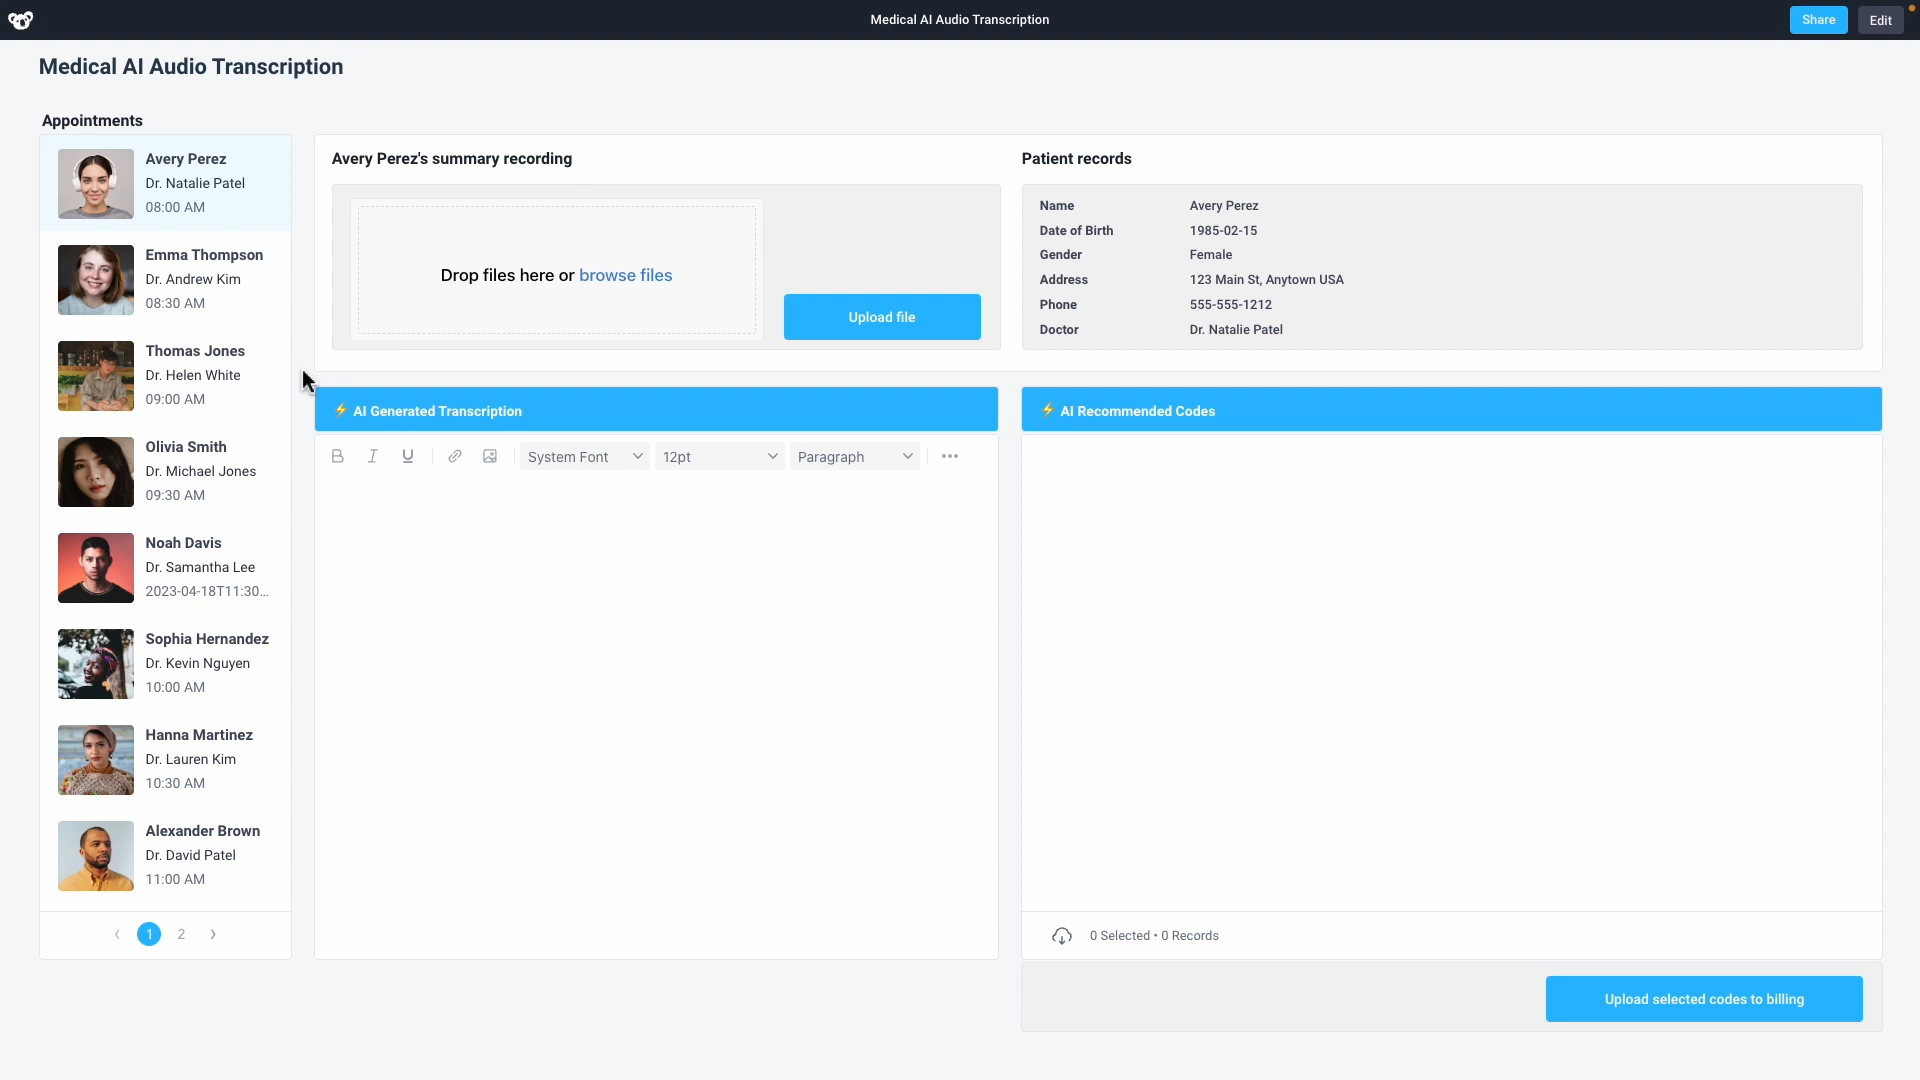 Medical AI Audio Transcription
Share
Edit
Medical AI Audio Transcription
Appointments
Avery Perez
Dr. Natalie Patel
08:00 AM
Emma Thompson
Dr. Andrew Kim
08:30 AM
Thomas Jones
Dr. Helen White
09:00 AM
Olivia Smith
Dr. Michael Jones
09:30 AM
Noah Davis
Dr. Samantha Lee
2023-04-18T11:30...
Sophia Hernandez
Dr. Kevin Nguyen
10:00 AM
Hanna Martinez
Dr. Lauren Kim
10:30 AM
Alexander Brown
Dr. David Patel
11:00 AM
1 2
Avery Perez's summary recording
Drop files here or browse files
Upload file
Patient records
Name Avery Perez
Date of Birth 1985-02-15
Gender Female
Address 123 Main St, Anytown USA
Phone 555-555-1212
Doctor Dr. Natalie Patel
⚡ AI Generated Transcription
B I U System Font 12pt Paragraph
⚡ AI Recommended Codes
0 Selected • 0 Records
Upload selected codes to billing